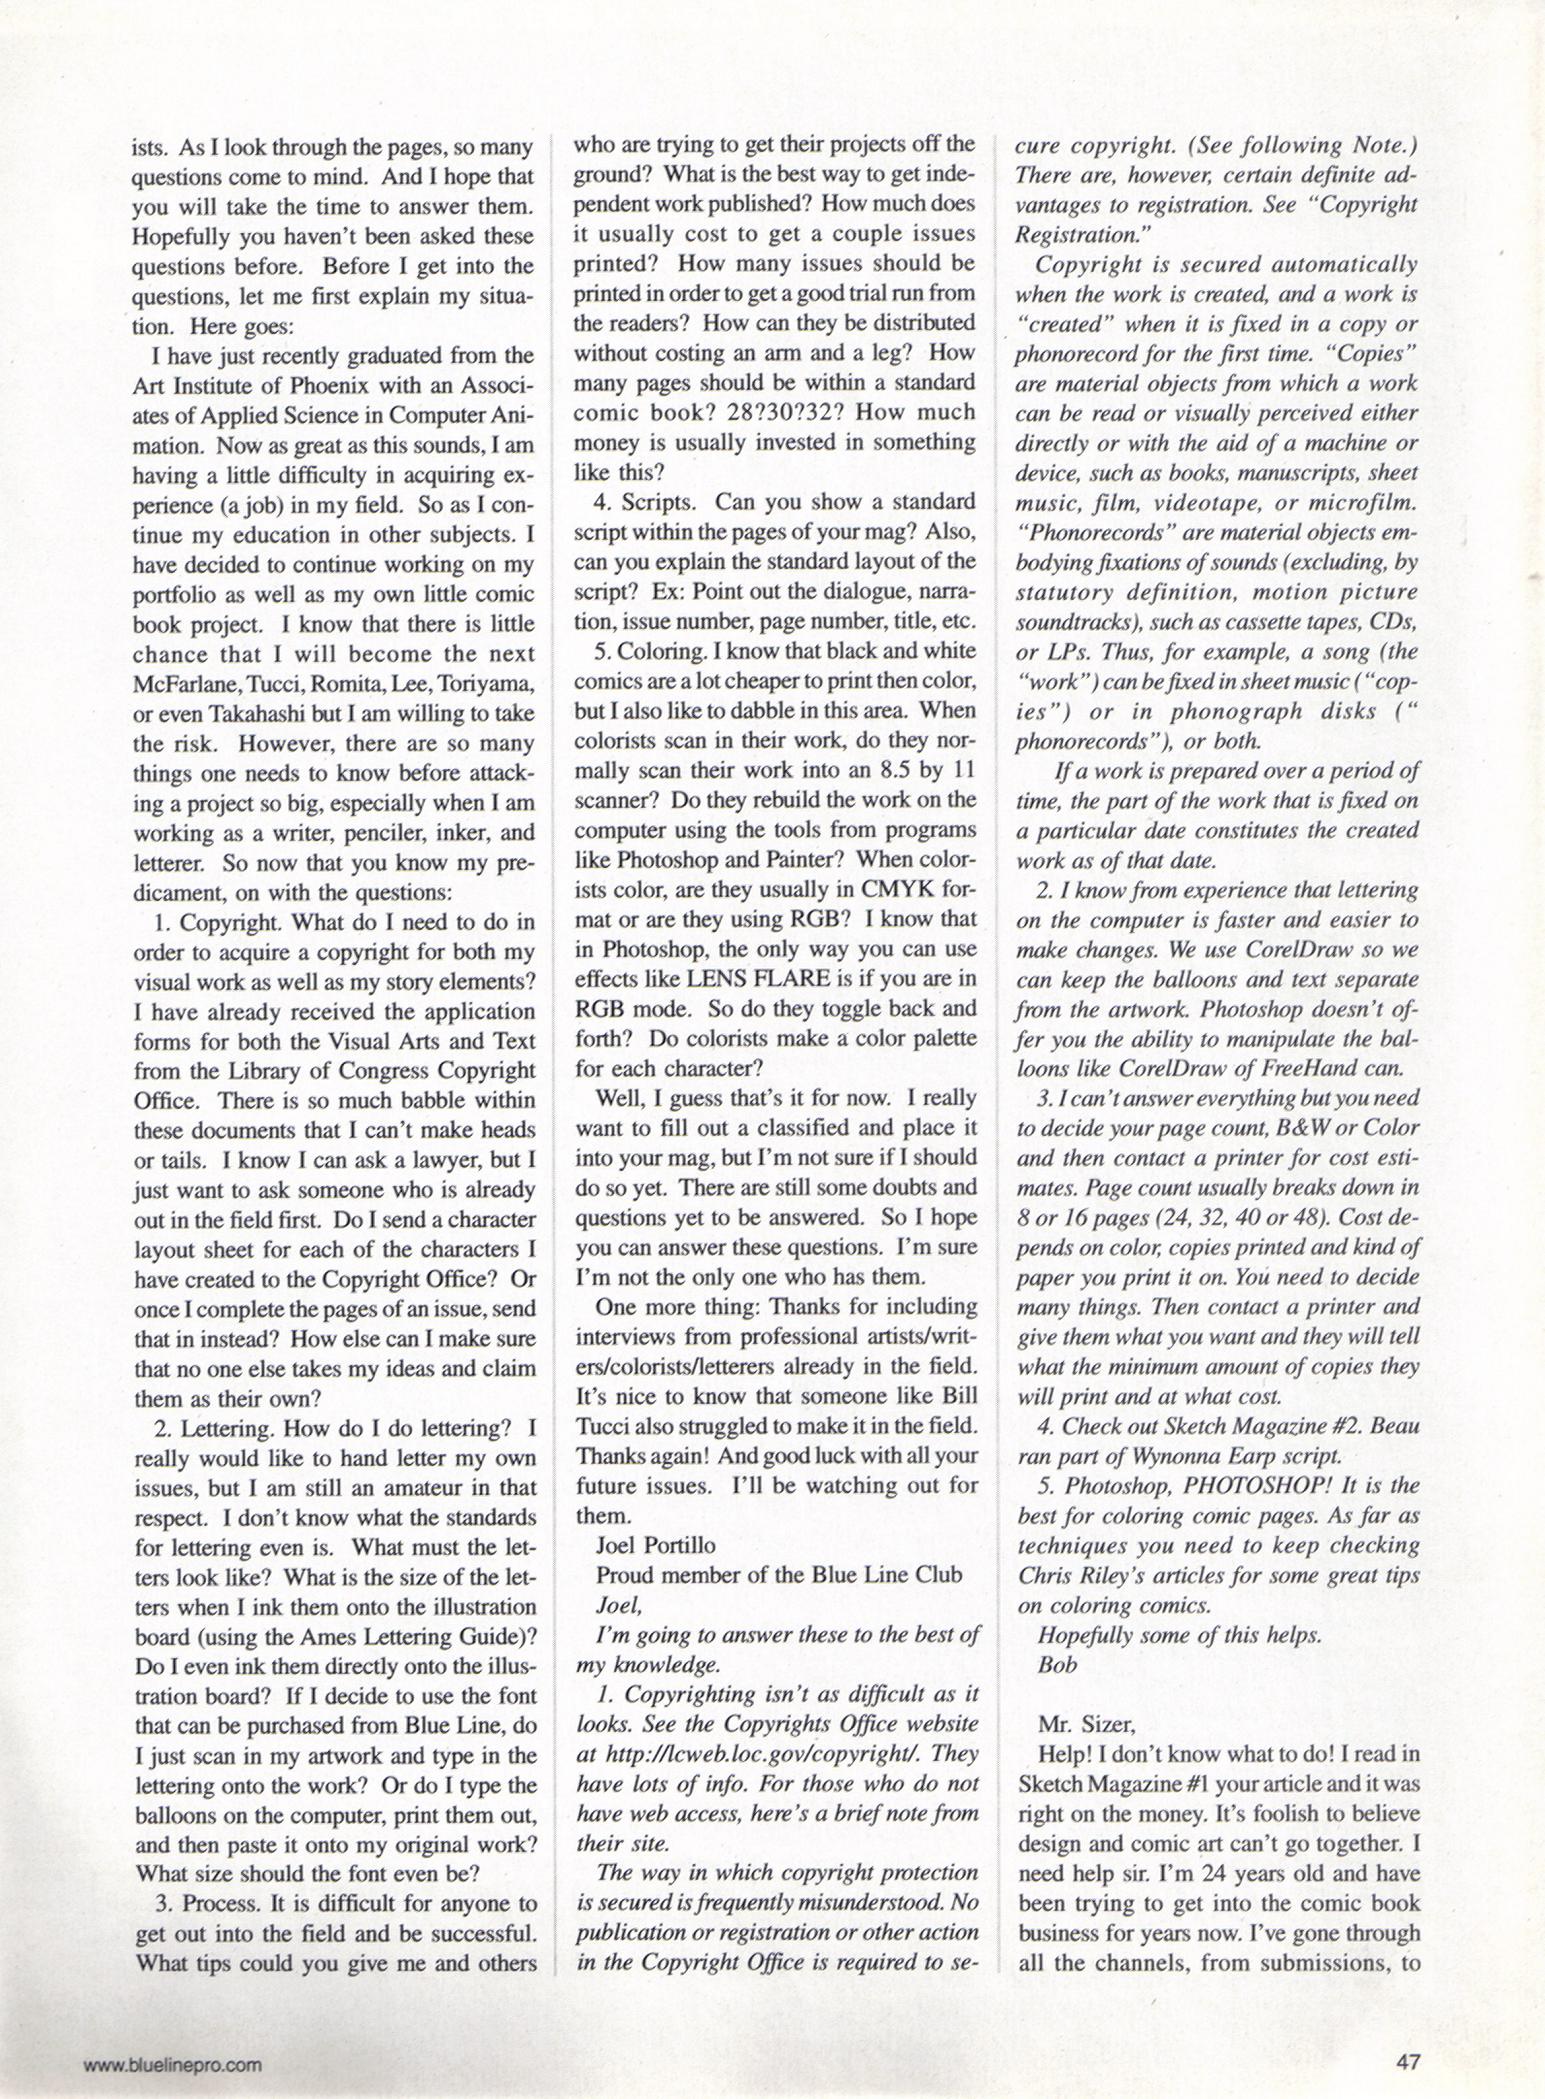 ists. As I look through the pages, so many
questions come to mind. And I hope that
you will take the time to answer them.
Hopefully you haven't been asked these
questions before. Before I get into the
questions, let me first explain my situa-
tion. Here goes:
I have just recently graduated from the
Art Institute of Phoenix with an Associ-
ates of Applied Science in Computer Ani-
mation. Now as great as this sounds, I am
having a little difficulty in acquiring ex-
perience (a job) in my field. So as I con-
tinue my education in other subjects. I
have decided to continue working on my
portfolio as well as my own little comic
book project. I know that there is little
chance that I will become the next
McFarlane, Tucci, Romita, Lee, Toriyama,
or even Takahashi but I am willing to take
the risk. However, there are so many
things one needs to know before attack-
ing a project so big, especially when I am
working as a writer, penciler, inker, and
letterer. So now that you know my pre-
dicament, on with the questions:
1. Copyright. What do I need to do in
order to acquire a copyright for both my
visual work as well as my story elements?
I have already received the application
forms for both the Visual Arts and Text
from the Library of Congress Copyright
Office. There is so much babble within
these documents that I can't make heads
or tails. I know I can ask a lawyer, but I
just want to ask someone who is already
out in the field first. Do I send a character
layout sheet for each of the characters I
have created to the Copyright Office? Or
once I complete the pages of an issue, send
that in instead? How else can I make sure
that no one else takes my ideas and claim
them as their own?
2. Lettering. How do I do lettering? I
really would like to hand letter my own
issues, but I am still an amateur in that
respect. I don't know what the standards
for lettering even is. What must the let-
ters look like? What is the size of the let-
ters when I ink them onto the illustration
board (using the Ames Lettering Guide)?
Do I even ink them directly onto the illus-
tration board? If I decide to use the font
that can be purchased from Blue Line, do
I just scan in my artwork and type in the
lettering onto the work? Or do I type the
balloons on the computer, print them out,
and then paste it onto my original work?
What size should the font even be?
3. Process. It is difficult for anyone to
get out into the field and be successful.
What tips could you give me and others
who are trying to get their projects off the
ground? What is the best way to get inde-
pendent work published? How much does
it usually cost to get a couple issues
printed? How many issues should be
printed in order to get a good trial run from
the readers? How can they be distributed
without costing an arm and a leg? How
many pages should be within a standard
comic book? 28?30?32? How much
money is usually invested in something
like this?
4. Scripts. Can you show a standard
script within the pages of your mag? Also,
can you explain the standard layout of the
script? Ex: Point out the dialogue, narra-
tion, issue number, page number, title, etc.
5. Coloring. I know that black and white
comics are a lot cheaper to print then color,
but I also like to dabble in this area. When
colorists scan in their work, do they nor-
mally scan their work into an 8.5 by 11
scanner? Do they rebuild the work on the
computer using the tools from programs
like Photoshop and Painter? When color-
ists color, are they usually in CMYK for-
mat or are they using RGB? I know that
in Photoshop, the only way you can use
effects like LENS FLARE is if you are in
RGB mode. So do they toggle back and
forth? Do colorists make a color palette
for each character?
Well, I guess that's it for now. I really
want to fill out a classified and place it
into your mag, but I'm not sure if I should
do so yet. There are still some doubts and
questions yet to be answered. So I hope
you can answer these questions. I'm sure
I'm not the only one who has them.
One more thing: Thanks for including
interviews from professional artists/writ-
ers/colorists/letterers already in the field.
It's nice to know that someone like Bill
Tucci also struggled to make it in the field.
Thanks again! And good luck with all your
future issues. I'll be watching out for
them.
Joel Portillo
Proud member of the Blue Line Club
Joel,
I'm going to answer these to the best of
my knowledge.
1. Copyrighting isn't as difficult as it
looks. See the Copyrights Office website
at http://lcweb.loc.gov/copyright/. They
have lots of info. For those who do not
have web access, here's a brief note from
their site.
The way in which copyright protection
is secured is frequently misunderstood. No
publication or registration or other action
in the Copyright Office is required to se-
cure copyright. (See following Note.)
There are, however, certain definite ad-
vantages to registration. See "Copyright
Registration."
Copyright is secured automatically
when the work is created, and a work is
"created" when it is fixed in a copy or
phonorecord for the first time. "Copies"
are material objects from which a work
can be read or visually perceived either
directly or with the aid of a machine or
device, such as books, manuscripts, sheet
music, film, videotape, or microfilm.
"Phonorecords" are material objects em-
bodying fixations of sounds (excluding, by
statutory definition, motion picture
soundtracks), such as cassette tapes, CDs,
or LPs. Thus, for example, a song (the
"work") can be fixed in sheet music ("cop-
ies") or in phonograph disks ("
phonorecords"), or both.
If a work is prepared over a period of
time, the part of the work that is fixed on
a particular date constitutes the created
work as of that date.
2. I know from experience that lettering
on the computer is faster and easier to
make changes. We use CorelDraw so we
can keep the balloons and text separate
from the artwork. Photoshop doesn't of-
fer you the ability to manipulate the bal-
loons like CorelDraw of FreeHand can.
3. I can't answer everything but you need
to decide your page count, B&W or Color
and then contact a printer for cost esti-
mates. Page count usually breaks down in
8 or 16 pages (24, 32, 40 or 48). Cost de-
pends on color, copies printed and kind of
paper you print it on. You need to decide
many things. Then contact a printer and
give them what you want and they will tell
what the minimum amount of copies they
will print and at what cost.
4. Check out Sketch Magazine #2. Beau
ran part of Wynonna Earp script.
5. Photoshop, PHOTOSHOP! It is the
best for coloring comic pages. As far as
techniques you need to keep checking
Chris Riley's articles for some great tips
on coloring comics.
Hopefully some of this helps.
Bob
Mr. Sizer,
Help! I don't know what to do! I read in
Sketch Magazine #1 your article and it was
right on the money. It's foolish to believe
design and comic art can't go together. I
need help sir. I'm 24 years old and have
been trying to get into the comic book
business for years now. I've gone through
all the channels, from submissions, to
www.bluelinepro.com
47